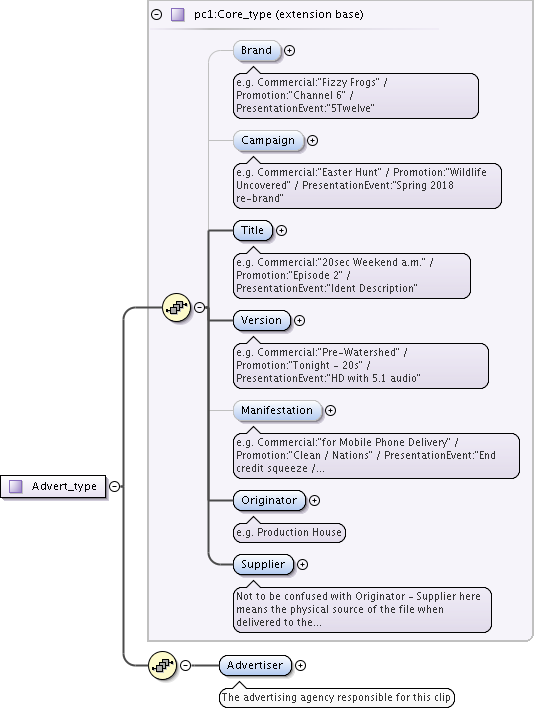 pc1:Core_type (extension base)
Brand
e.g. Commercial:"Fizzy Frogs" /
Promotion:"Channel 6" /
PresentationEvent:"5Twelve"
Campaign
e.g. Commercial:"Easter Hunt" / Promotion:"Wildlife
Uncovered" / PresentationEvent:"Spring 2018
re-brand"
Title
e.g. Commercial:"20sec Weekend a.m." /
Promotion:"Episode 2" /
PresentationEvent:"Ident Description"
Version
e.g. Commercial:"Pre-Watershed" /
Promotion:"Tonight - 20s" /
PresentationEvent:"HD with 5.1 audio"
Manifestation
e.g. Commercial:"for Mobile Phone Delivery" /
Promotion:"Clean / Nations" / PresentationEvent:"End
credit squeeze /...
Advert_type
Originator
e.g. Production House
Supplier
Not to be confused with Originator - Supplier here
means the physical source of the file when
delivered to the...
Advertiser
The advertising agency responsible for this clip